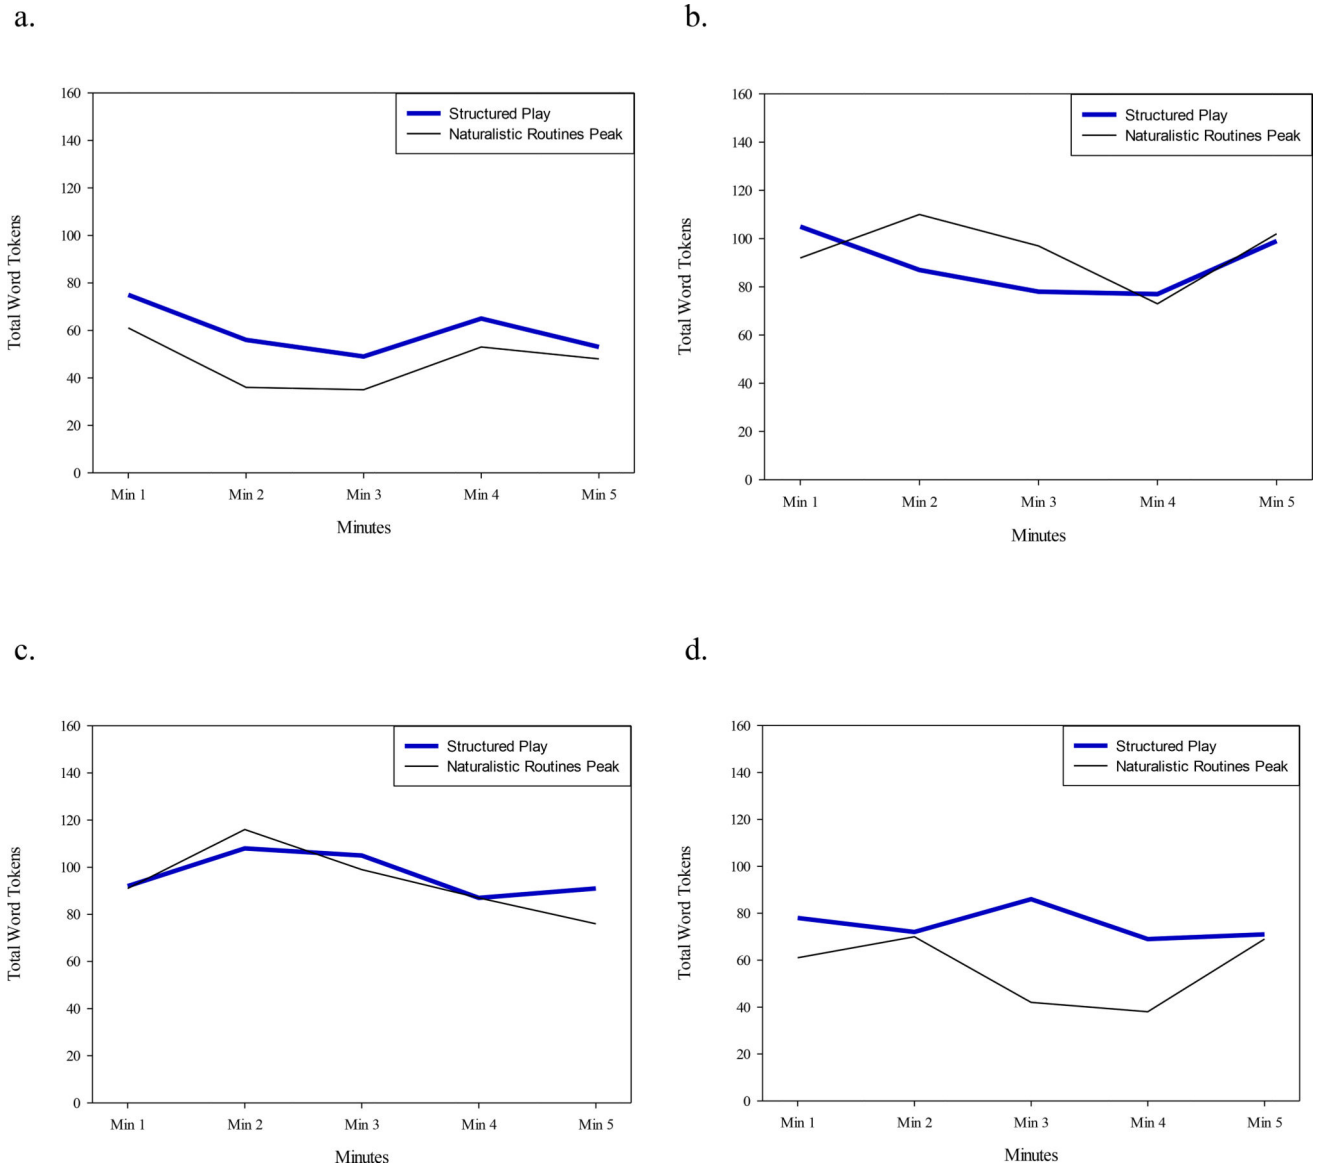 a.
160
140
120
100
80
60
40
20
0
Total Word Tokens
Structured Play
Naturalistic Routines Peak
Min 1 Min 2 Min 3 Min 4 Min 5
Minutes
b.
160
140
120
100
80
60
40
20
0
Total Word Tokens
Structured Play
Naturalistic Routines Peak
Min 1 Min 2 Min 3 Min 4 Min 5
Minutes
c.
160
140
120
100
80
60
40
20
0
Total Word Tokens
Structured Play
Naturalistic Routines Peak
Min 1 Min 2 Min 3 Min 4 Min 5
Minutes
d.
160
140
120
100
80
60
40
20
0
Total Word Tokens
Structured Play
Naturalistic Routines Peak
Min 1 Min 2 Min 3 Min 4 Min 5
Minutes